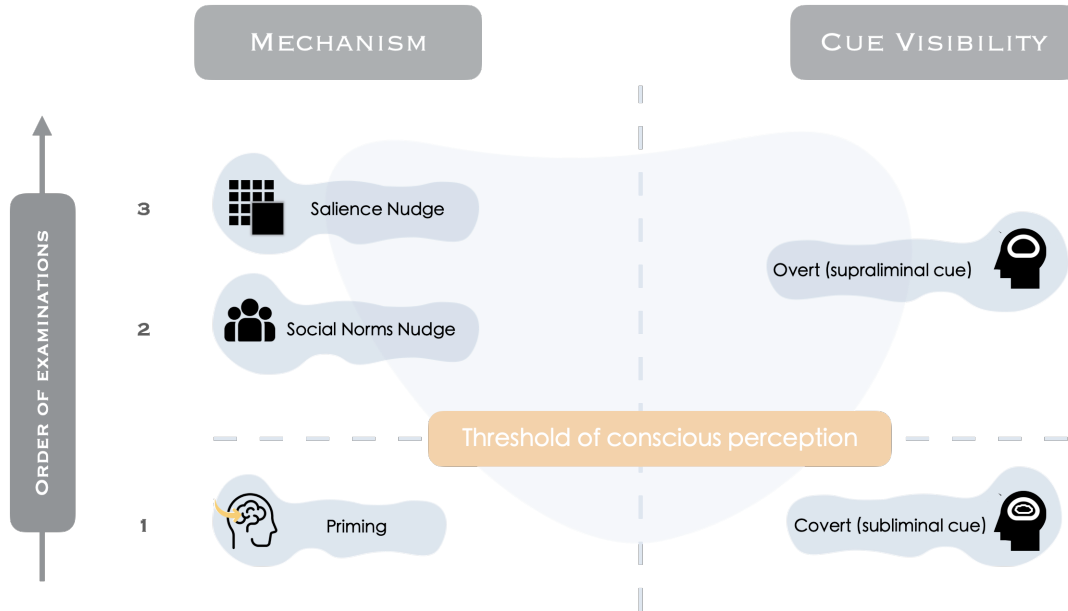 MECHANISM
CUE VISIBILITY
ORDER OF EXAMINATIONS
3
Salience Nudge
Overt (supraliminal cue)
2
Social Norms Nudge
Threshold of conscious perception
1
Priming
Covert (subliminal cue)